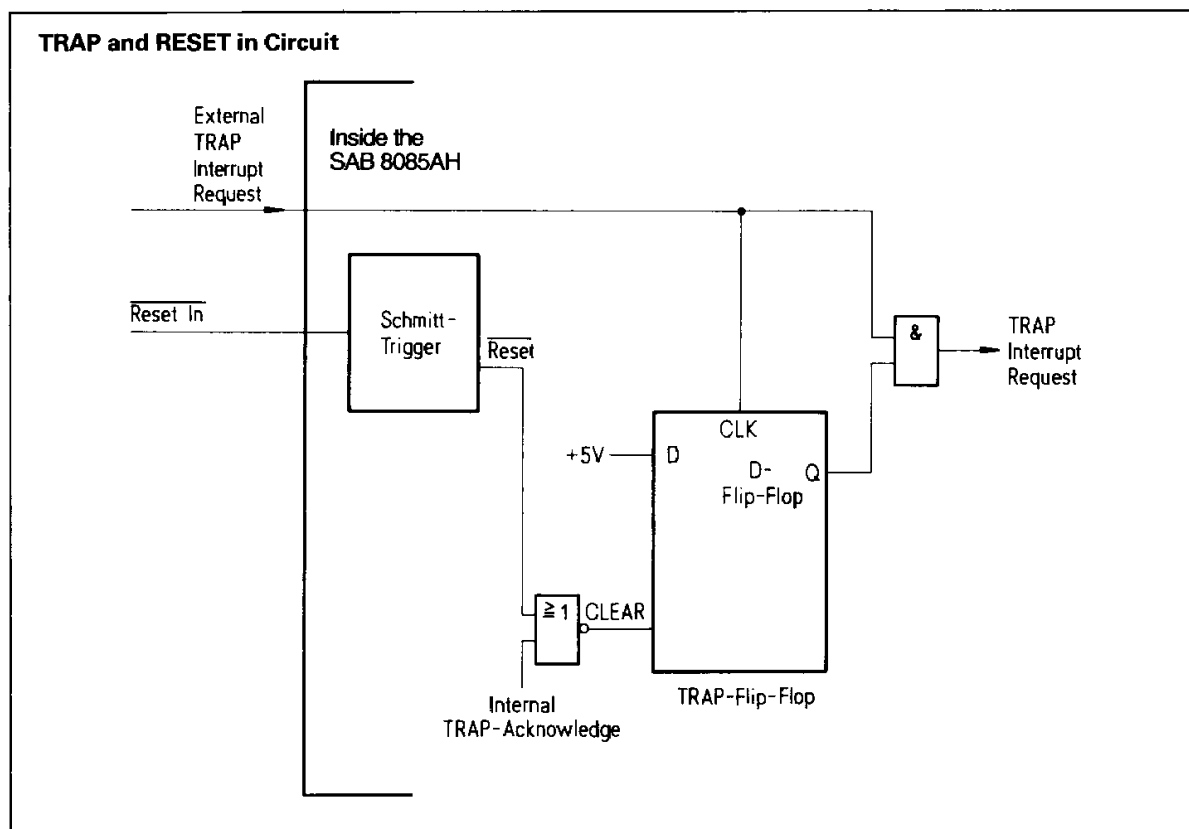 TRAP and RESET in Circuit
External
TRAP
Interrupt
Request
Inside the
SAB 8085AH
Reset In
Schmitt-
Trigger
Reset
&
TRAP
Interrupt
Request
CLK
+5V
D
D-
Flip-Flop
Q
≧1
CLEAR
Internal
TRAP-Acknowledge
TRAP-Flip-Flop